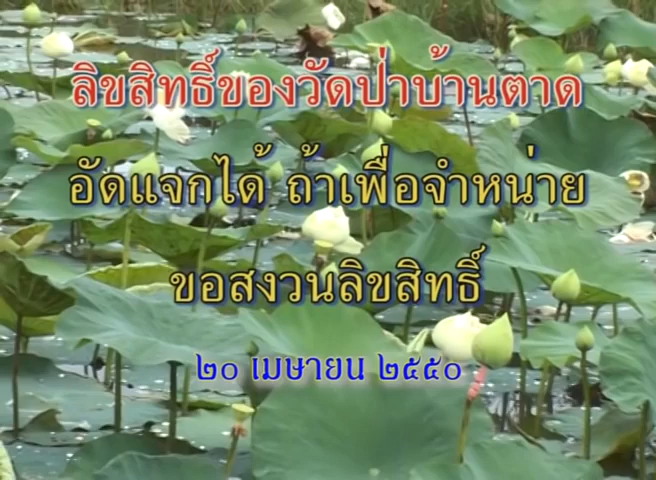 ลิขสิทธิ์ของวัดป่าบ้านตาด
อัดแจกได้ ถ้าเพื่อจำหน่าย
ขอสงวนลิขสิทธิ์
๒๐ เมษายน ๒๕๕๐